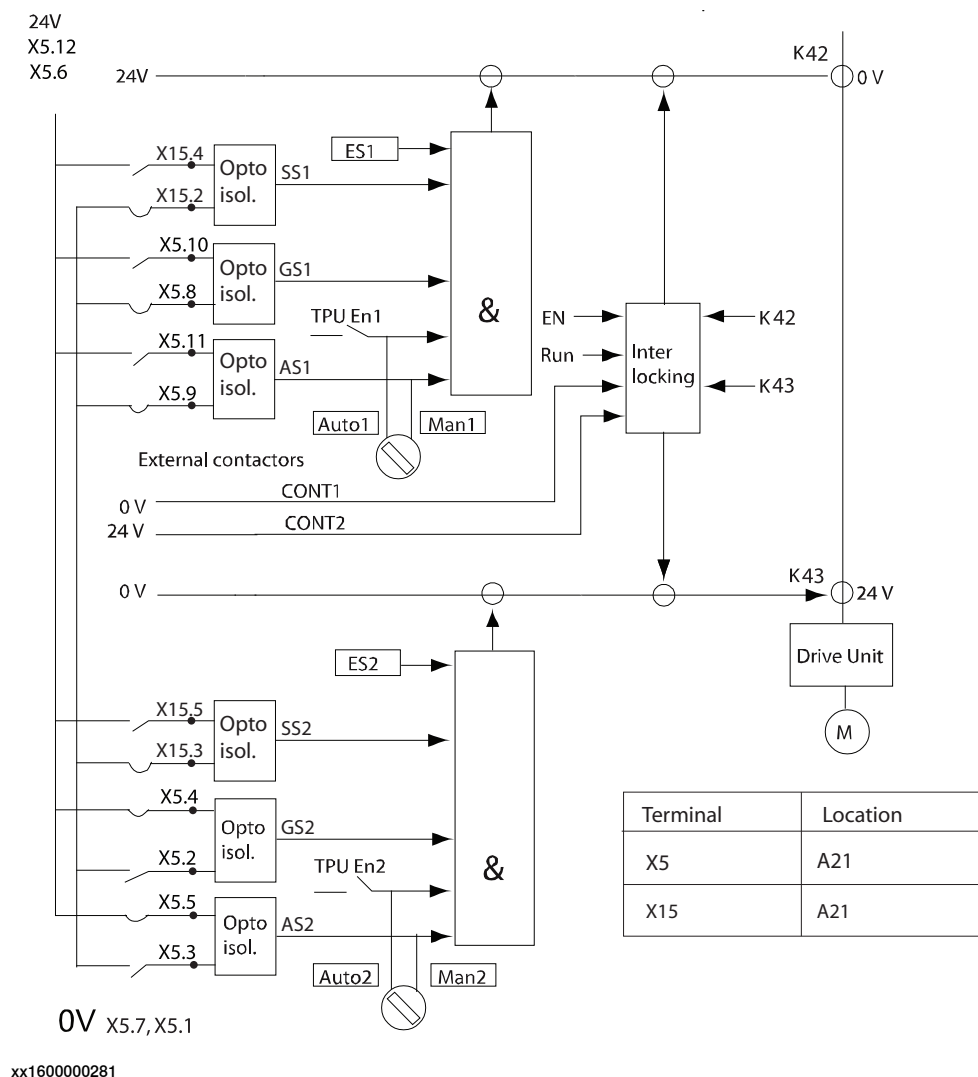 24V
X5.12
X5.6
24V
K42
0 V
ES1
X15.4
Opto
isol.
SS1
X15.2
X5.10
Opto
isol.
GS1
X5.8
&
TPU En1
EN
K42
X5.11
Run
Inter
locking
Opto
isol.
AS1
K43
X5.9
Auto1
Man1
External contactors
CONT1
0 V
CONT2
24 V
0 V
K43
24 V
ES2
Drive Unit
X15.5
Opto
isol.
SS2
M
X15.3
X5.4
Opto
isol.
GS2
X5.2
&
TPU En2
X5.5
Opto
isol.
AS2
X5.3
Auto2
Man2
Terminal Location
X5 A21
X15 A21
0V X5.7, X5.1
xx1600000281